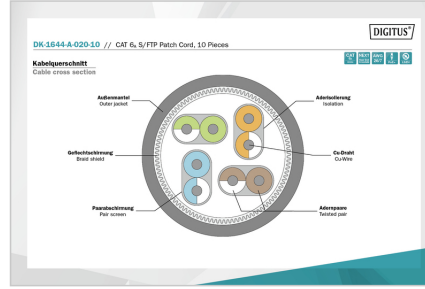 DIGITUS®
DK-1644-A-020-10 // CAT 6A S/FTP Patch Cord, 10 Pieces
Kabelquerschnitt
Cable cross section
Außenmantel
Outer jacket
Aderisolierung
Isolation
Geflechtschirmung
Braid shield
Cu-Draht
Cu-Wire
Paarabschirmung
Pair screen
Adernpaare
Twisted pair